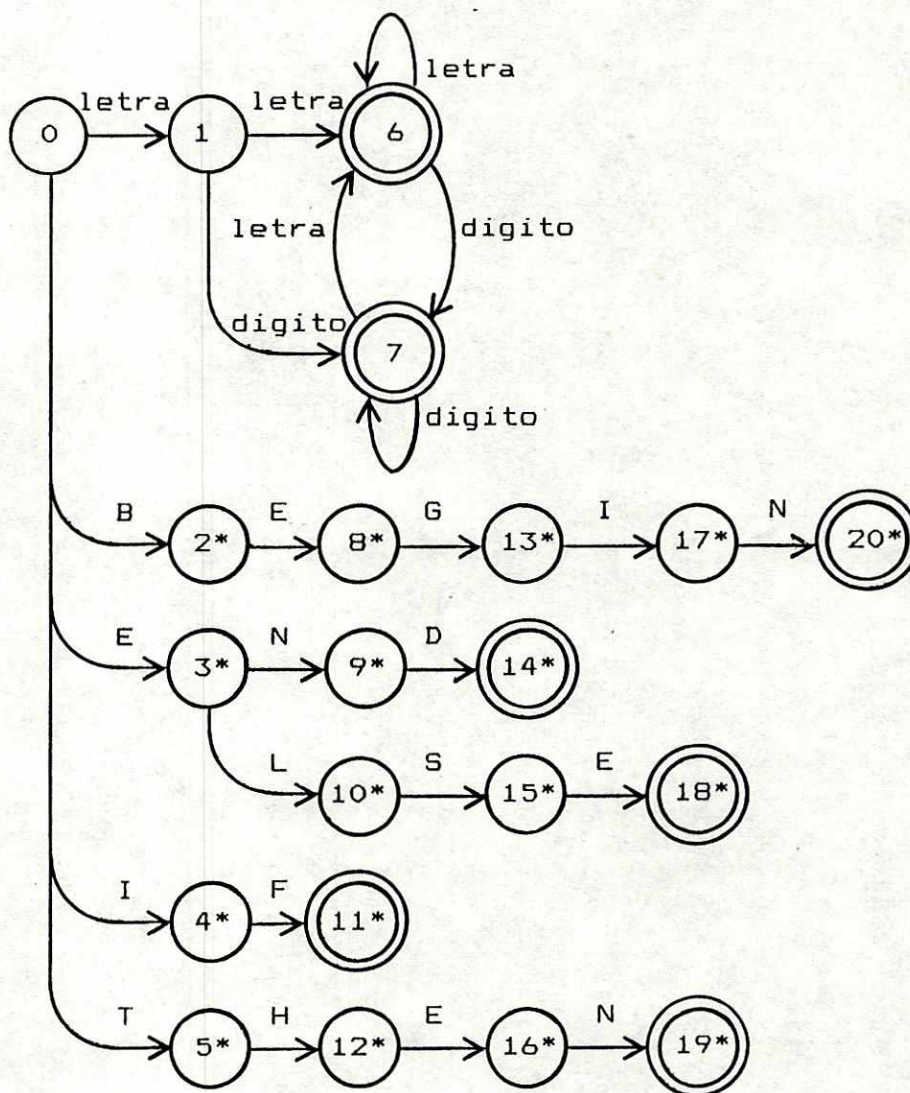 letra
letra letra
0 1 6
letra digito
digito
7
digito
B E G I N
2* 8* 13* 17* 20*
E N D
3* 9* 14*
L S E
10* 15* 18*
I F
4* 11*
T H E N
5* 12* 16* 19*